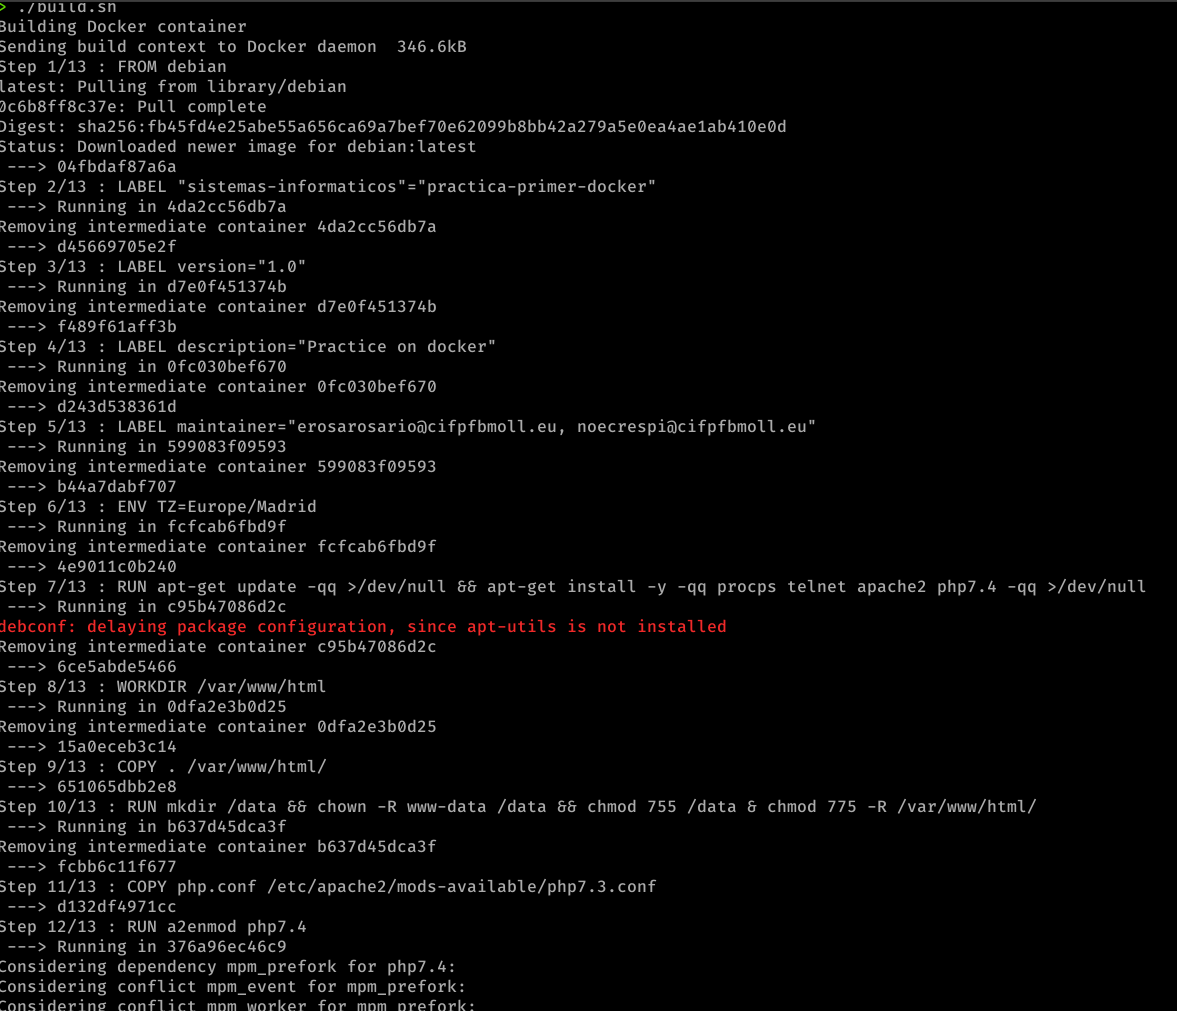 > ./build.sh
Building Docker container
Sending build context to Docker daemon  346.6kB
Step 1/13 : FROM debian
latest: Pulling from library/debian
0c6b8ff8c37e: Pull complete
Digest: sha256:fb45fd4e25abe55a656ca69a7bef70e62099b8bb42a279a5e0ea4ae1ab410e0d
Status: Downloaded newer image for debian:latest
 ---> 04fbdaf87a6a
Step 2/13 : LABEL "sistemas-informaticos"="practica-primer-docker"
 ---> Running in 4da2cc56db7a
Removing intermediate container 4da2cc56db7a
 ---> d45669705e2f
Step 3/13 : LABEL version="1.0"
 ---> Running in d7e0f451374b
Removing intermediate container d7e0f451374b
 ---> f489f61aff3b
Step 4/13 : LABEL description="Practice on docker"
 ---> Running in 0fc030bef670
Removing intermediate container 0fc030bef670
 ---> d243d538361d
Step 5/13 : LABEL maintainer="erosarosario@cifpfbmoll.eu, noecrespi@cifpfbmoll.eu"
 ---> Running in 599083f09593
Removing intermediate container 599083f09593
 ---> b44a7dabf707
Step 6/13 : ENV TZ=Europe/Madrid
 ---> Running in fcfcab6fbd9f
Removing intermediate container fcfcab6fbd9f
 ---> 4e9011c0b240
Step 7/13 : RUN apt-get update -qq >/dev/null && apt-get install -y -qq procps telnet apache2 php7.4 -qq >/dev/null
 ---> Running in c95b47086d2c
debconf: delaying package configuration, since apt-utils is not installed
Removing intermediate container c95b47086d2c
 ---> 6ce5abde5466
Step 8/13 : WORKDIR /var/www/html
 ---> Running in 0dfa2e3b0d25
Removing intermediate container 0dfa2e3b0d25
 ---> 15a0eceb3c14
Step 9/13 : COPY . /var/www/html/
 ---> 651065dbb2e8
Step 10/13 : RUN mkdir /data && chown -R www-data /data && chmod 755 /data & chmod 775 -R /var/www/html/
 ---> Running in b637d45dca3f
Removing intermediate container b637d45dca3f
 ---> fcbb6c11f677
Step 11/13 : COPY php.conf /etc/apache2/mods-available/php7.3.conf
 ---> d132df4971cc
Step 12/13 : RUN a2enmod php7.4
 ---> Running in 376a96ec46c9
Considering dependency mpm_prefork for php7.4:
Considering conflict mpm_event for mpm_prefork:
Considering conflict mpm_worker for mpm_prefork: